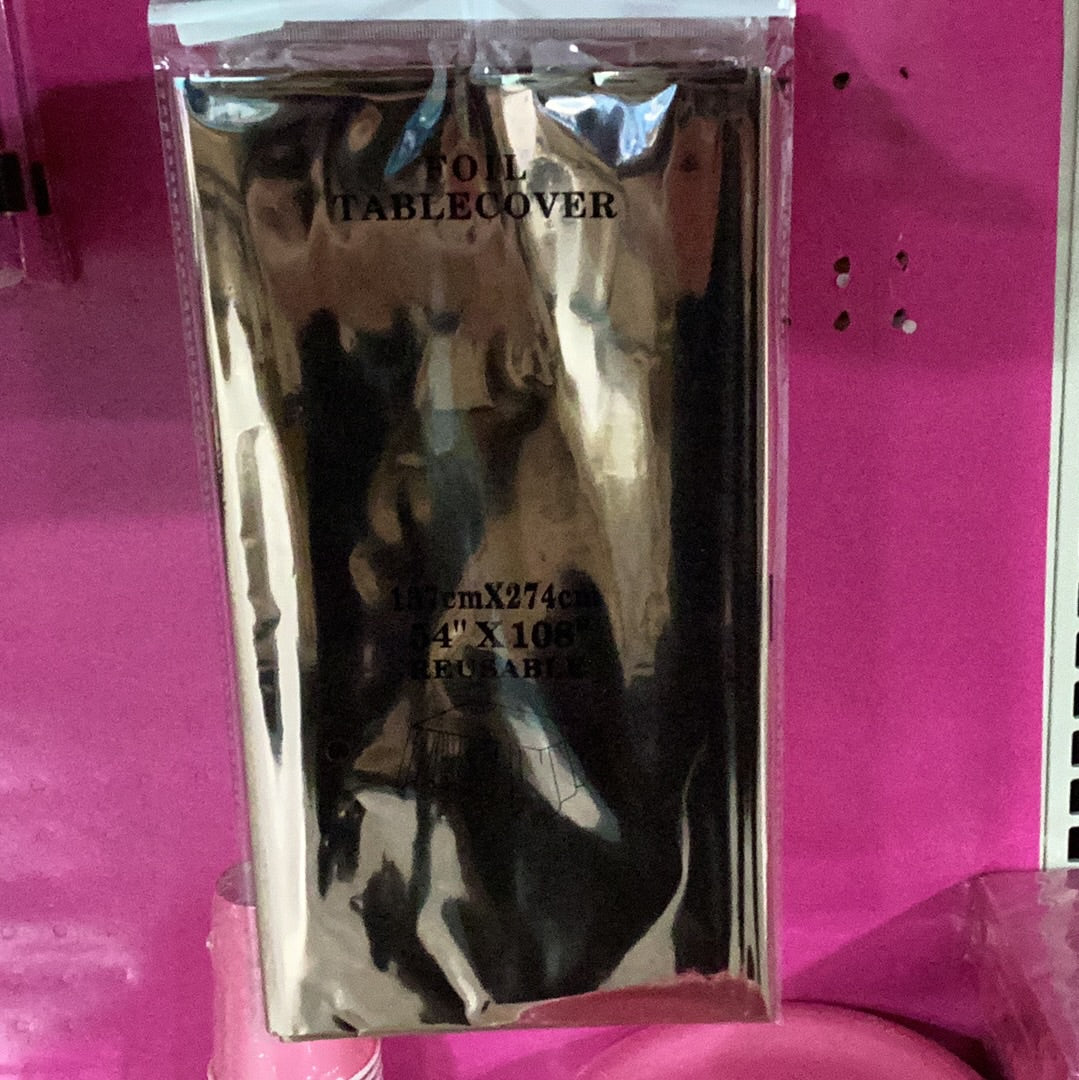 FOIL
TABLECOVER
137cmX274cm
54" X 108"
REUSABLE